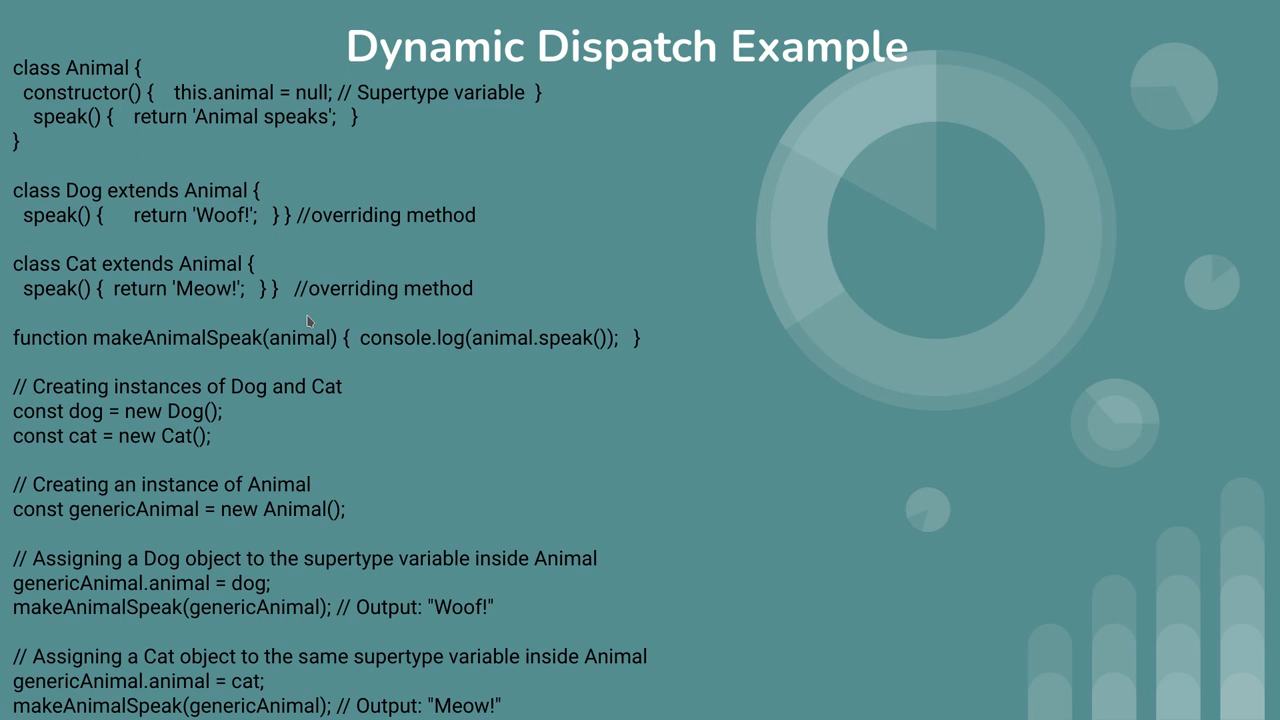 Dynamic Dispatch Example
class Animal {
constructor() { this.animal = null; // Supertype variable }
speak() { return 'Animal speaks'; }
}
class Dog extends Animal {
speak() { return 'Woof!'; } } //overriding method
class Cat extends Animal {
speak() { return 'Meow!'; } } //overriding method
function makeAnimalSpeak(animal) { console.log(animal.speak()); }
// Creating instances of Dog and Cat
const dog = new Dog();
const cat = new Cat();
// Creating an instance of Animal
const genericAnimal = new Animal();
// Assigning a Dog object to the supertype variable inside Animal
genericAnimal.animal = dog;
makeAnimalSpeak(genericAnimal); // Output: "Woof!"
// Assigning a Cat object to the same supertype variable inside Animal
genericAnimal.animal = cat;
makeAnimalSpeak(genericAnimal); // Output: "Meow!"